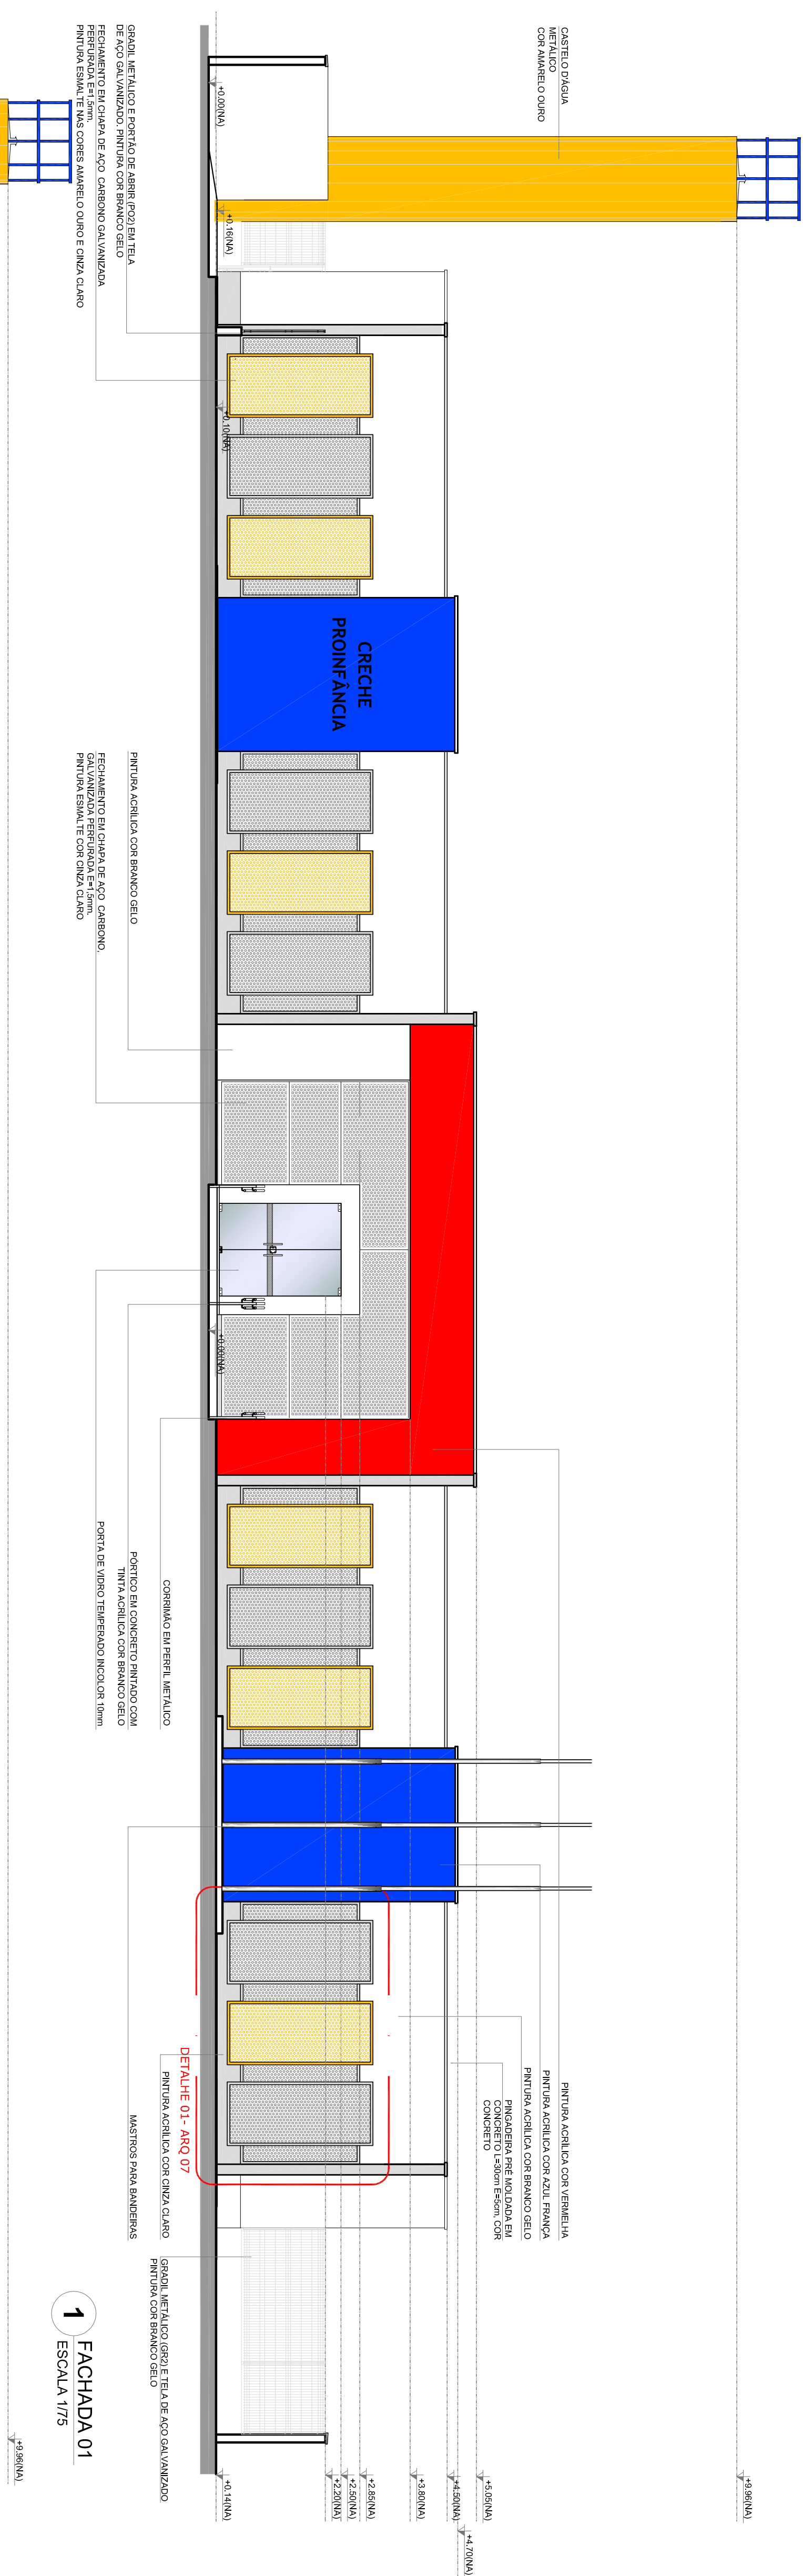 CASTELO D'ÁGUA
METÁLICO
COR AMARELO OURO
+0.00(NA)
+0.16(NA)
GRADIL METÁLICO E PORTÃO DE ABRIR (PO2) EM TELA
DE AÇO GALVANIZADO. PINTURA COR BRANCO GELO
FECHAMENTO EM CHAPA DE AÇO CARBONO GALVANIZADA
PERFURADA E=1,5mm.
PINTURA ESMALTE NAS CORES AMARELO OURO E CINZA CLARO
+0.10(NA)
CRECHE
PROINFÂNCIA
PINTURA ACRÍLICA COR BRANCO GELO
FECHAMENTO EM CHAPA DE AÇO CARBONO,
GALVANIZADA PERFURADA E=1,5mm.
PINTURA ESMALTE COR CINZA CLARO
+0.00(NA)
CORRIMÃO EM PERFIL METÁLICO
PÓRTICO EM CONCRETO PINTADO COM
TINTA ACRÍLICA COR BRANCO GELO
PORTA DE VIDRO TEMPERADO INCOLOR 10mm
PINTURA ACRÍLICA COR VERMELHA
PINTURA ACRÍLICA COR AZUL FRANÇA
PINTURA ACRÍLICA COR BRANCO GELO
PINGADEIRA PRÉ MOLDADA EM
CONCRETO L=30cm E=5cm, COR
CONCRETO
DETALHE 01- ARQ 07
PINTURA ACRÍLICA COR CINZA CLARO
MASTROS PARA BANDEIRAS
GRADIL METÁLICO (GR2) E TELA DE AÇO GALVANIZADO
PINTURA COR BRANCO GELO
+9.96(NA)
+5.05(NA)
+4.70(NA)
+4.50(NA)
+3.80(NA)
+2.85(NA)
+2.50(NA)
+2.20(NA)
+0.14(NA)
1
FACHADA 01
ESCALA 1/75
+9.96(NA)